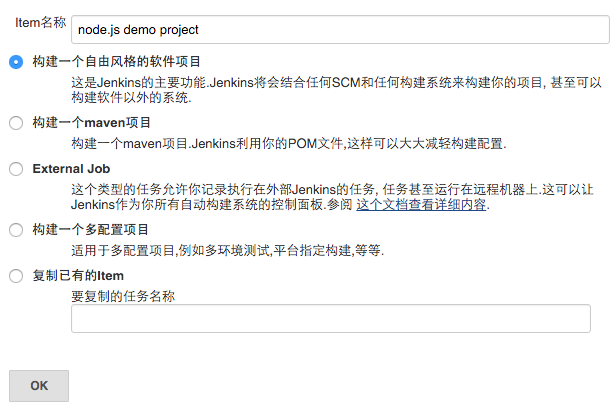 Item名称
node.js demo project
构建一个自由风格的软件项目
这是Jenkins的主要功能.Jenkins将会结合任何SCM和任何构建系统来构建你的项目, 甚至可以
构建软件以外的系统.
构建一个maven项目
构建一个maven项目.Jenkins利用你的POM文件,这样可以大大减轻构建配置.
External Job
这个类型的任务允许你记录执行在外部Jenkins的任务, 任务甚至运行在远程机器上.这可以让
Jenkins作为你所有自动构建系统的控制面板.参阅 这个文档查看详细内容.
构建一个多配置项目
适用于多配置项目,例如多环境测试,平台指定构建,等等.
复制已有的Item
要复制的任务名称
OK